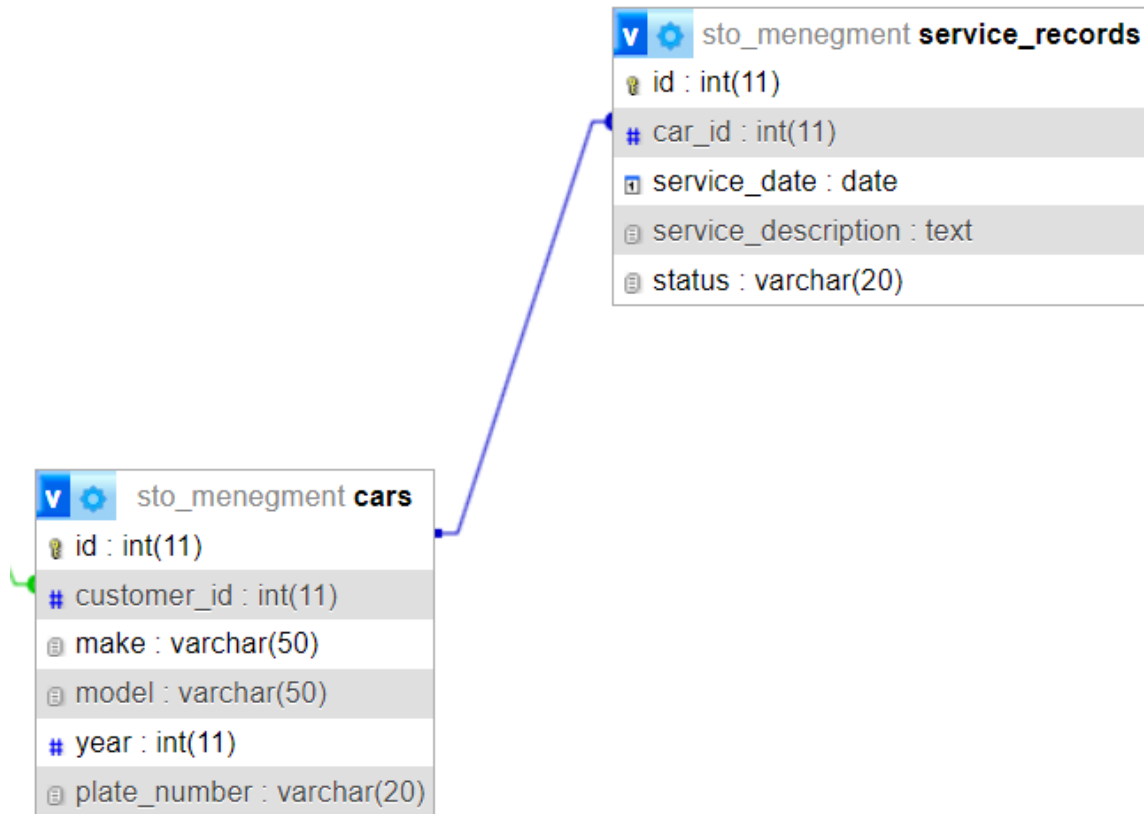 v sto_menegment service_records
id : int(11)
# car_id : int(11)
service_date : date
service_description : text
status : varchar(20)
v sto_menegment cars
id : int(11)
# customer_id : int(11)
make : varchar(50)
model : varchar(50)
# year : int(11)
plate_number : varchar(20)